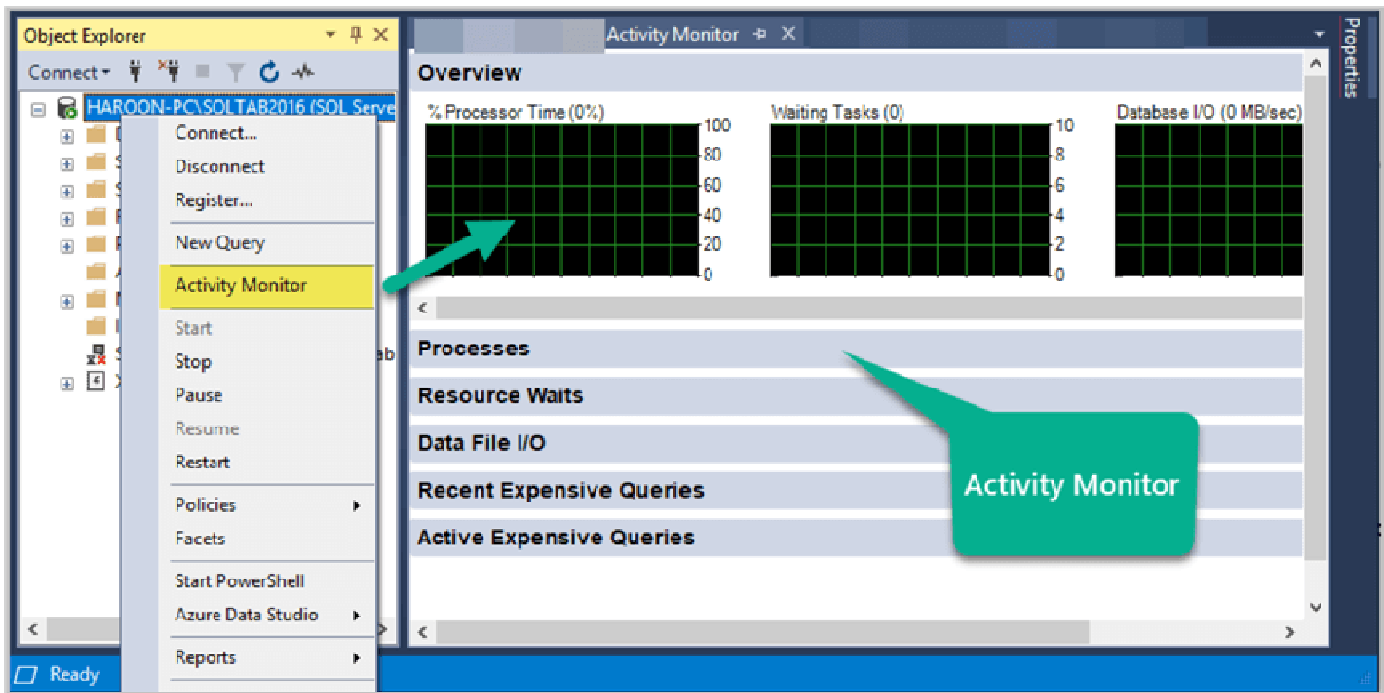 Object Explorer
Connect
HAROON-PC\SQLTAB2016 (SQL Serve
Connect...
Disconnect
Register...
New Query
Activity Monitor
Start
Stop
Pause
Resume
Restart
Policies
Facets
Start PowerShell
Azure Data Studio
Reports
ab
Ready
Activity Monitor
Overview
% Processor Time (0%)
100
80
60
40
20
0
Waiting Tasks (0)
10
8
6
4
2
0
Database I/O (0 MB/sec)
Processes
Resource Waits
Data File I/O
Recent Expensive Queries
Active Expensive Queries
Activity Monitor
Properties